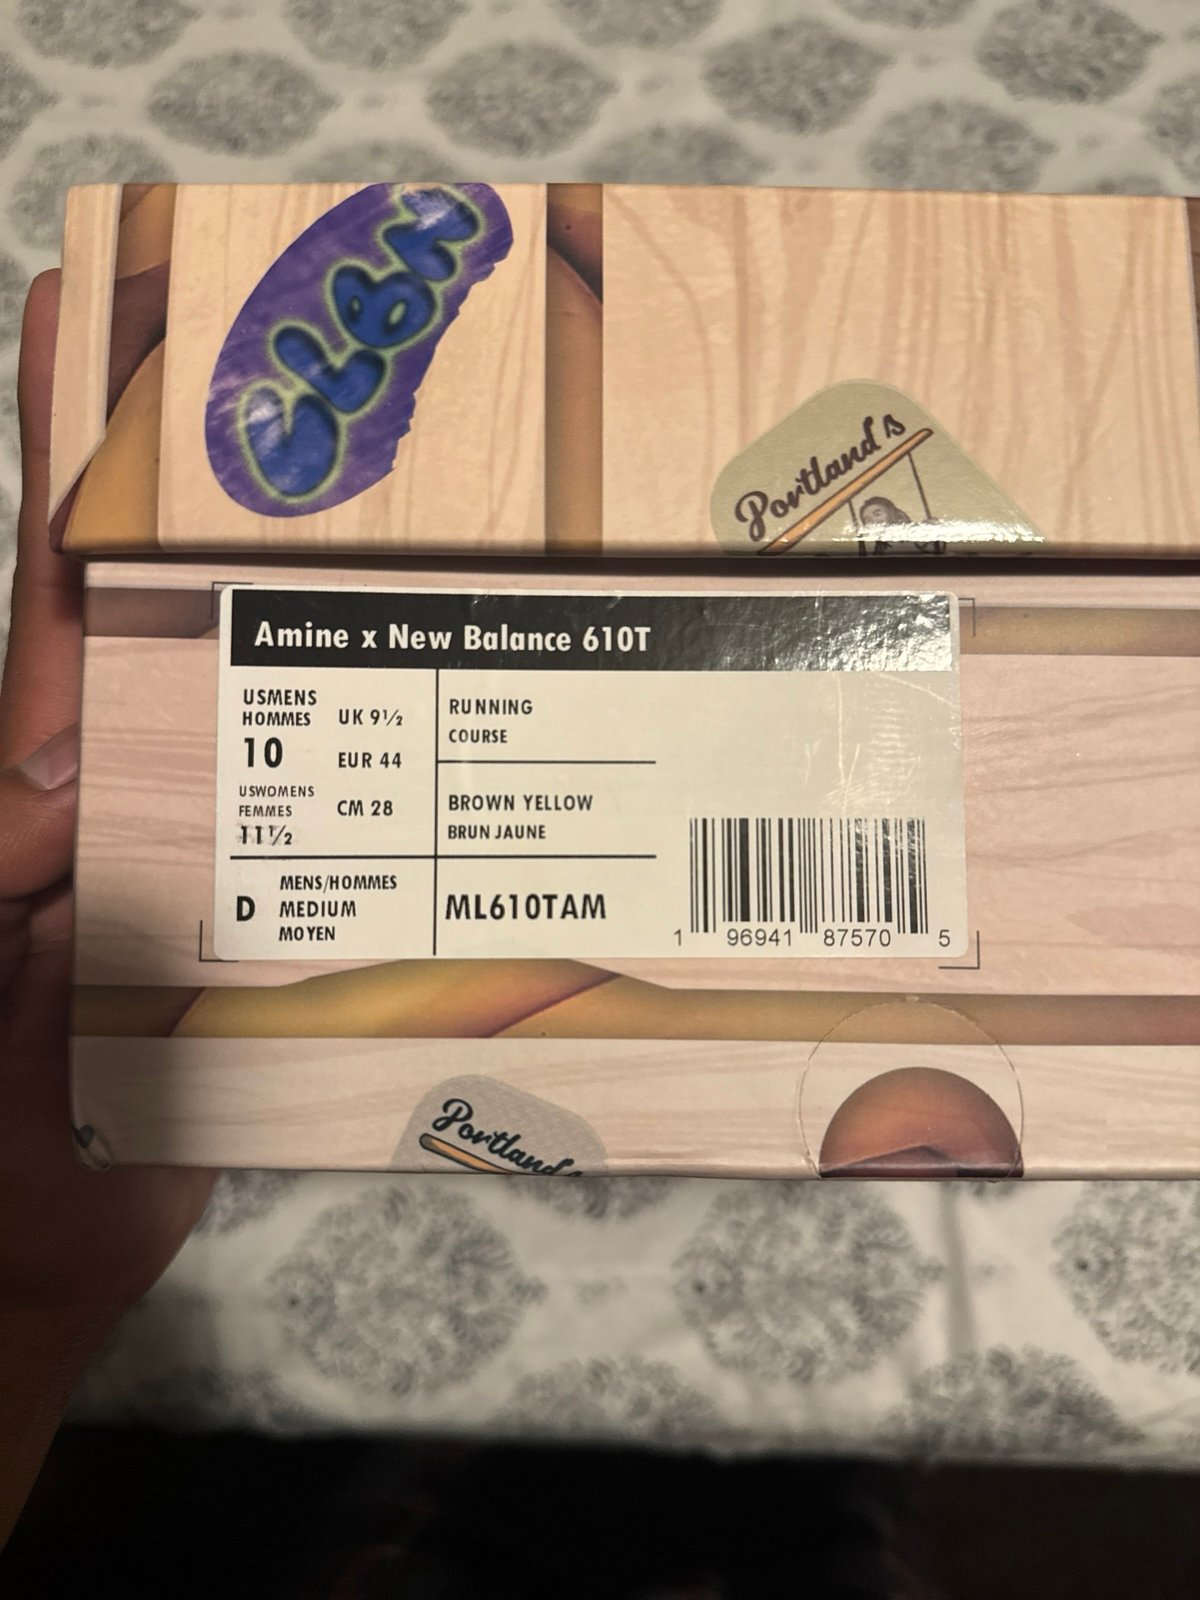 CLBN
Portland's
Amine x New Balance 610T
USMENS
HOMMES
10
USWOMENS
FEMMES
11½
UK 9½
EUR 44
CM 28
RUNNING
COURSE
BROWN YELLOW
BRUN JAUNE
D
MENS/HOMMES
MEDIUM
MOYEN
ML610TAM
1 96941 87570 5
Portland's